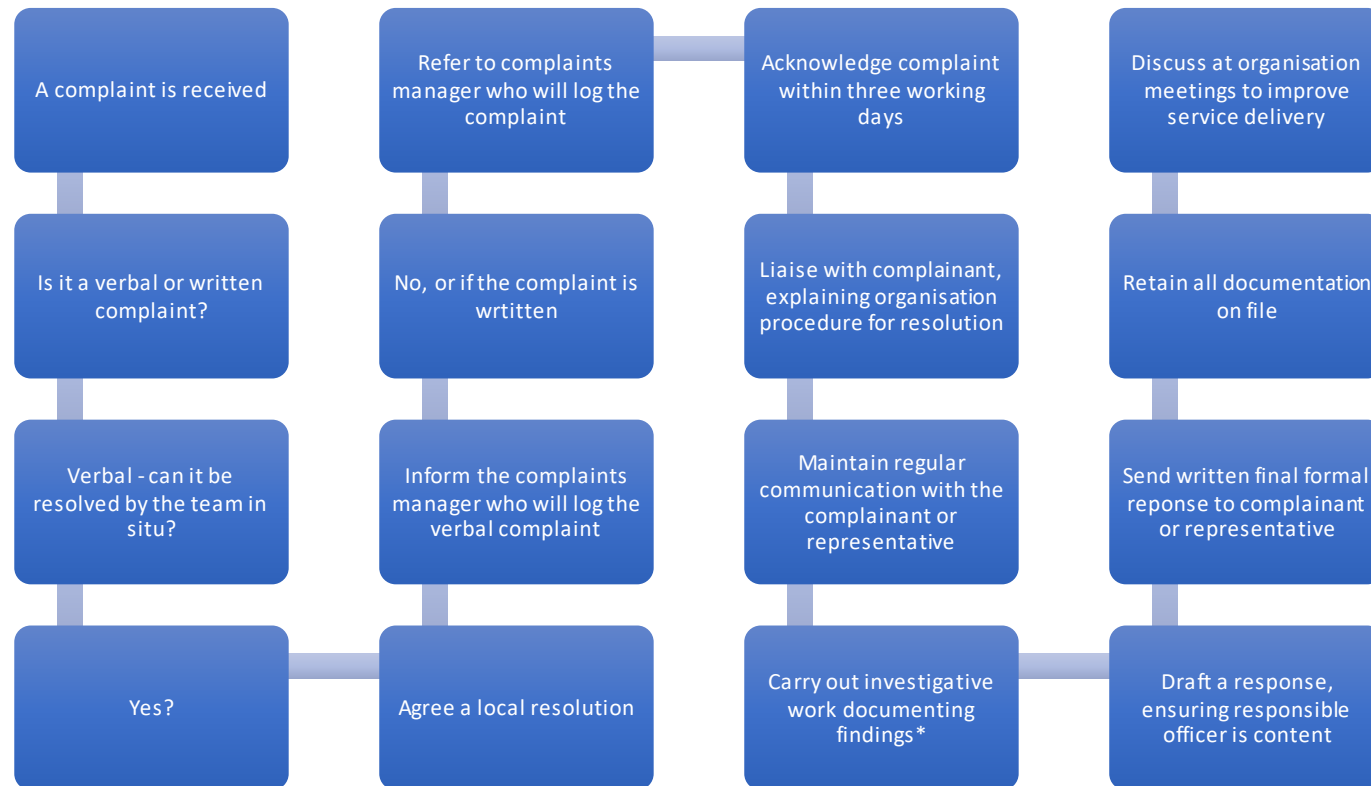 A complaint is received
Is it a verbal or written
complaint?
Verbal - can it be
resolved by the team in
situ?
Yes?
Agree a local resolution
Inform the complaints
manager who will log the
verbal complaint
No, or if the complaint is
wrtitten
Refer to complaints
manager who will log the
complaint
Acknowledge complaint
within three working
days
Liaise with complainant,
explaining organisation
procedure for resolution
Maintain regular
communication with the
complainant or
representative
Carry out investigative
work documenting
findings*
Draft a response,
ensuring responsible
officer is content
Send written final formal
reponse to complainant
or representative
Retain all documentation
on file
Discuss at organisation
meetings to improve
service delivery